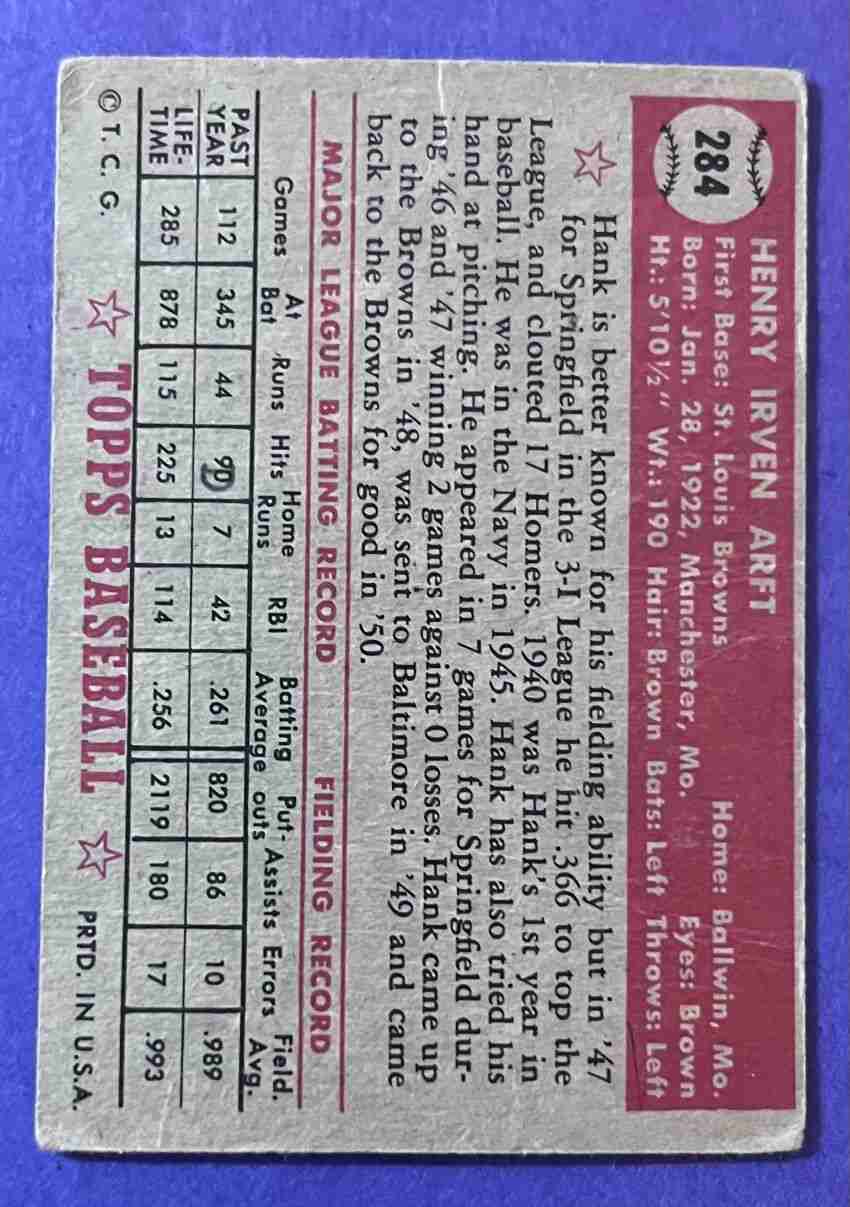 284
HENRY IRVEN ARFT
First Base: St. Louis Browns Home: Ballwin, Mo.
Born: Jan. 28, 1922, Manchester, Mo. Eyes: Brown
Ht.: 5'10½" Wt.: 190 Hair: Brown Bats: Left Throws: Left
Hank is better known for his fielding ability but in '47
for Springfield in the 3-I League he hit .366 to top the
League, and clouted 17 Homers. 1940 was Hank's 1st year in
baseball. He was in the Navy in 1945. Hank has also tried his
hand at pitching. He appeared in 7 games for Springfield dur-
ing '46 and '47 winning 2 games against 0 losses. Hank came up
to the Browns in '48, was sent to Baltimore in '49 and came
back to the Browns for good in '50.
MAJOR LEAGUE BATTING RECORD FIELDING RECORD
Games At Bat Runs Hits Home Runs RBI Batting Average Put-outs Assists Errors Field. Avg.
PAST YEAR 112 345 44 90 7 42 .261 820 86 10 .989
LIFE-TIME 285 878 115 225 13 114 .256 2119 180 17 .993
© T. C. G. TOPPS BASEBALL PRTD. IN U.S.A.